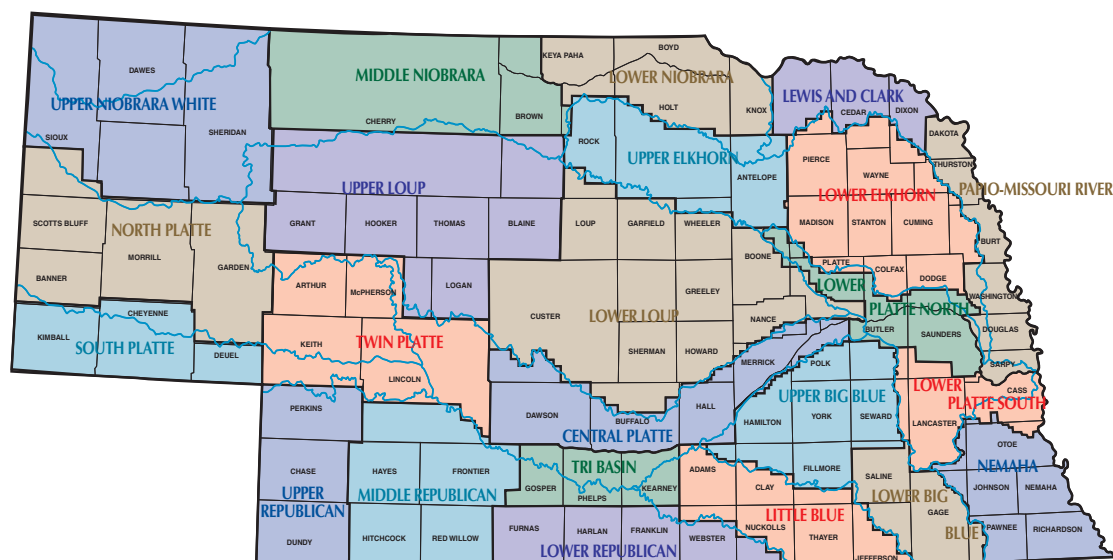 KEYA PAHA
BOYD
DAWES
MIDDLE NIOBRARA
LOWER NIOBRARA
UPPER NIOBRARA WHITE
LEWIS AND CLARK
HOLT
KNOX
CEDAR
DIXON
CHERRY
BROWN
SHERIDAN
SIOUX
DAKOTA
ROCK
UPPER ELKHORN
PIERCE
THURSTON
ANTELOPE
WAYNE
UPPER LOUP
LOWER ELKHORN
PAPIO-MISSOURI RIVER
SCOTTS BLUFF
NORTH PLATTE
GRANT
HOOKER
THOMAS
BLAINE
LOUP
GARFIELD
WHEELER
MADISON
STANTON
CUMING
BURT
MORRILL
GARDEN
BOONE
PLATTE
COLFAX
DODGE
BANNER
ARTHUR
McPHERSON
LOGAN
GREELEY
LOWER
PLATTE NORTH
WASHINGTON
CHEYENNE
CUSTER
LOWER LOUP
NANCE
BUTLER
SAUNDERS
DOUGLAS
KIMBALL
SOUTH PLATTE
DEUEL
KEITH
TWIN PLATTE
SHERMAN
HOWARD
MERRICK
POLK
SARPY
LINCOLN
LOWER
PLATTE SOUTH
CASS
UPPER BIG BLUE
PERKINS
DAWSON
BUFFALO
HALL
HAMILTON
YORK
SEWARD
LANCASTER
CENTRAL PLATTE
OTOE
CHASE
HAYES
FRONTIER
TRI BASIN
ADAMS
FILLMORE
SALINE
NEMAHA
UPPER
REPUBLICAN
MIDDLE REPUBLICAN
GOSPER
PHELPS
KEARNEY
CLAY
LOWER BIG
BLUE
JOHNSON
NEMAHA
GAGE
LITTLE BLUE
DUNDY
HITCHCOCK
RED WILLOW
FURNAS
HARLAN
FRANKLIN
WEBSTER
NUCKOLLS
THAYER
PAWNEE
RICHARDSON
LOWER REPUBLICAN
JEFFERSON